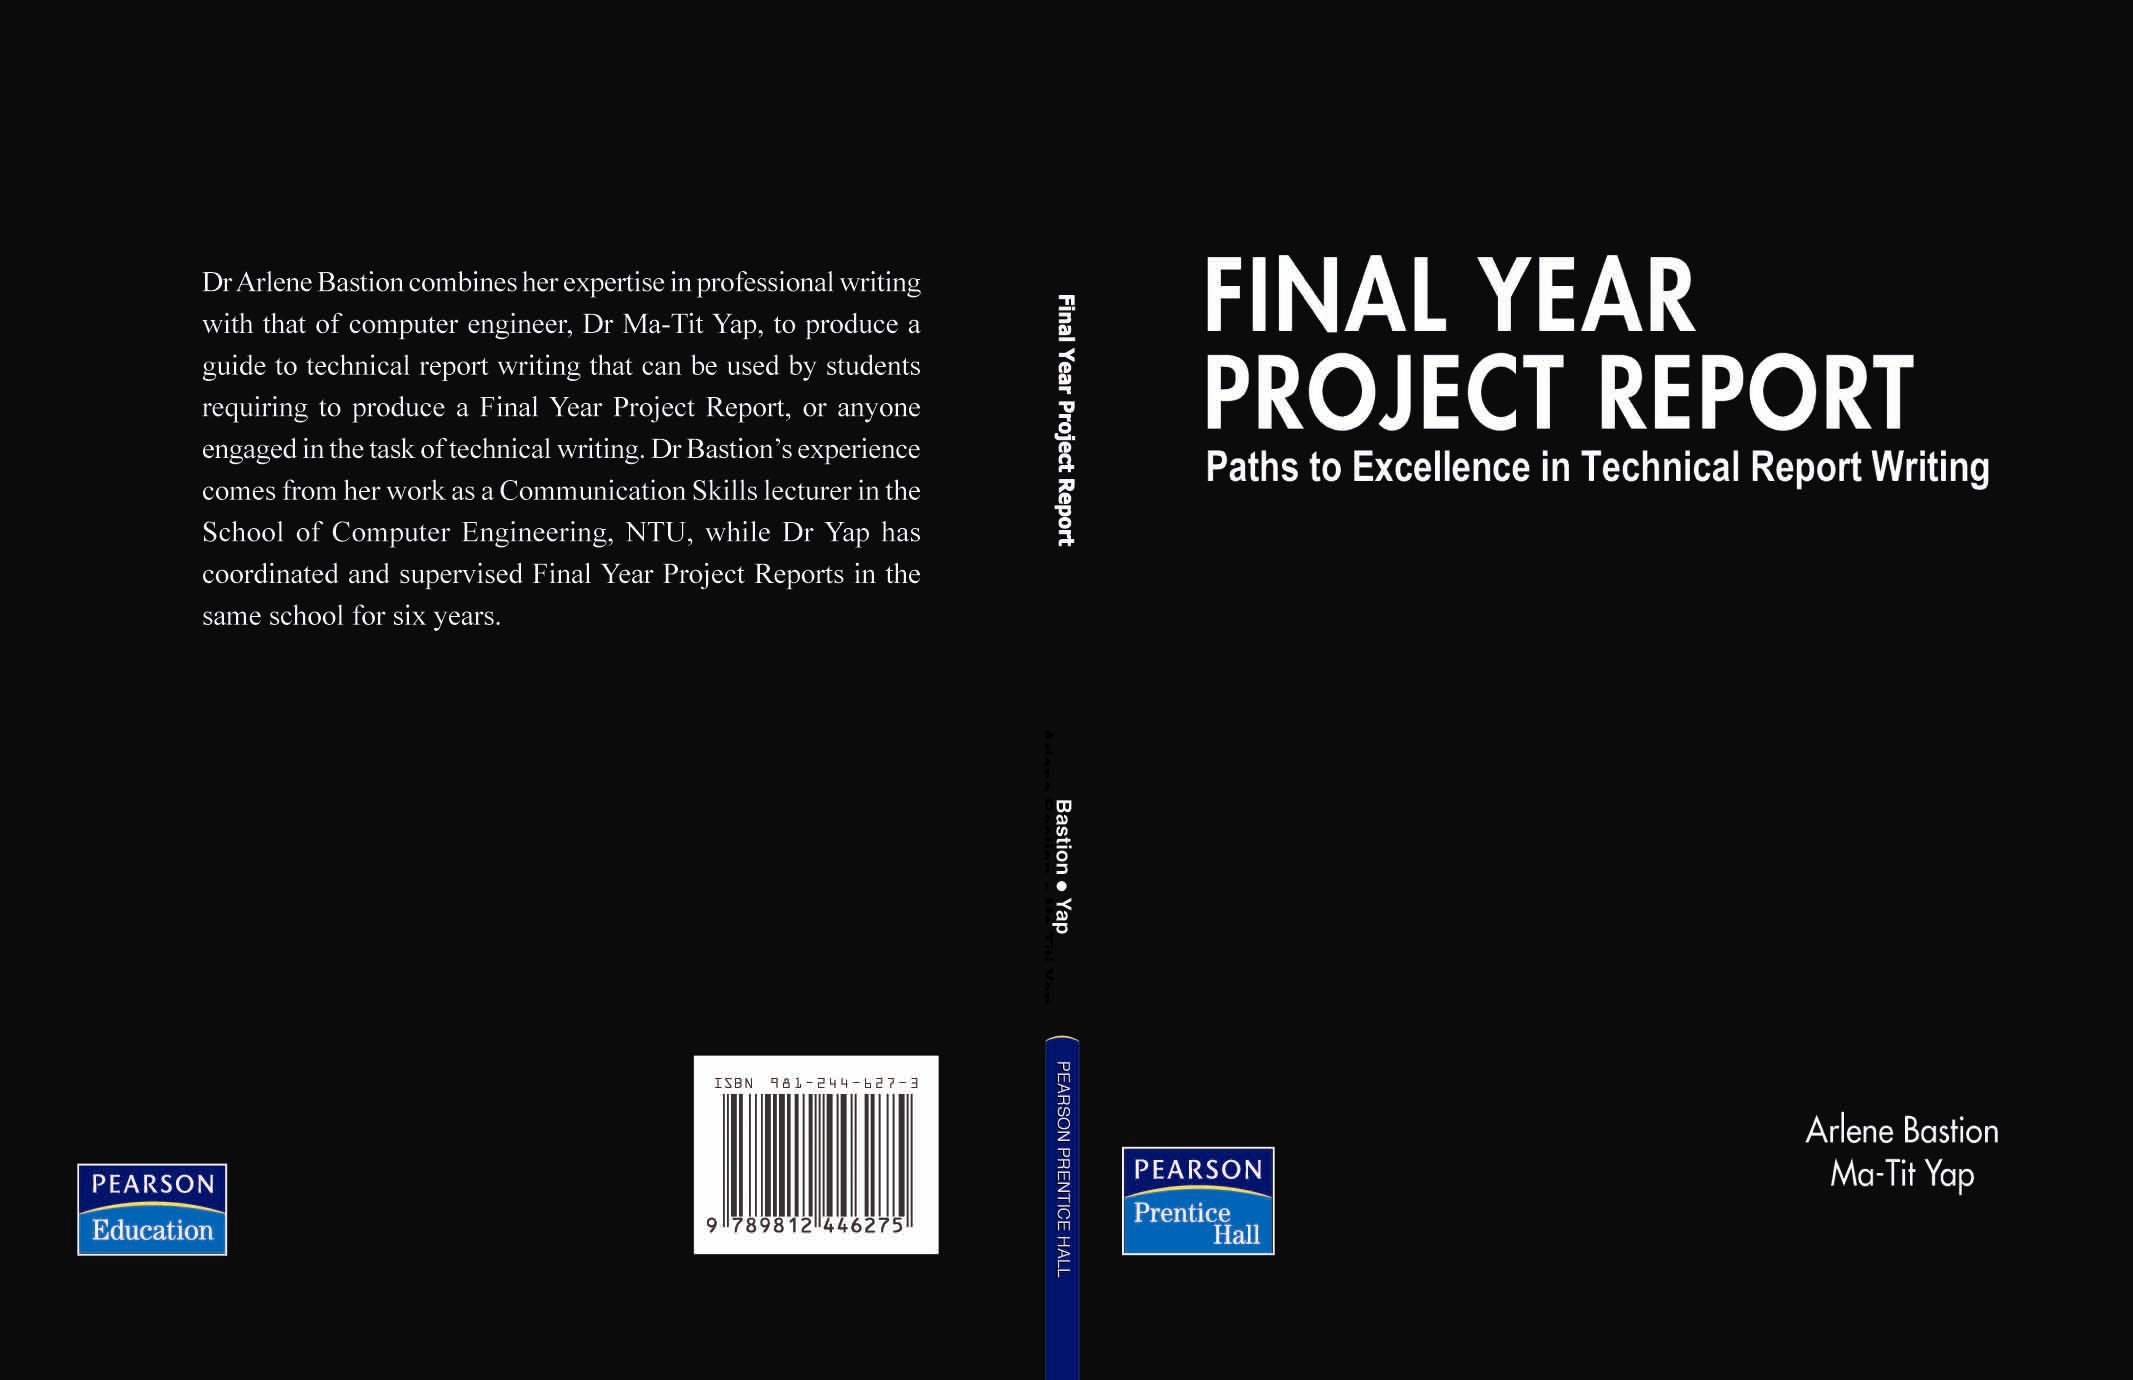 Dr Arlene Bastion combines her expertise in professional writing
with that of computer engineer, Dr Ma-Tit Yap, to produce a
guide to technical report writing that can be used by students
requiring to produce a Final Year Project Report, or anyone
engaged in the task of technical writing. Dr Bastion’s experience
comes from her work as a Communication Skills lecturer in the
School of Computer Engineering, NTU, while Dr Yap has
coordinated and supervised Final Year Project Reports in the
same school for six years.
PEARSON
Education
ISBN 981-244-627-3
9 789812 446275
Final Year Project Report
Bastion ● Yap
PEARSON PRENTICE HALL
FINAL YEAR
PROJECT REPORT
Paths to Excellence in Technical Report Writing
PEARSON
Prentice
Hall
Arlene Bastion
Ma-Tit Yap